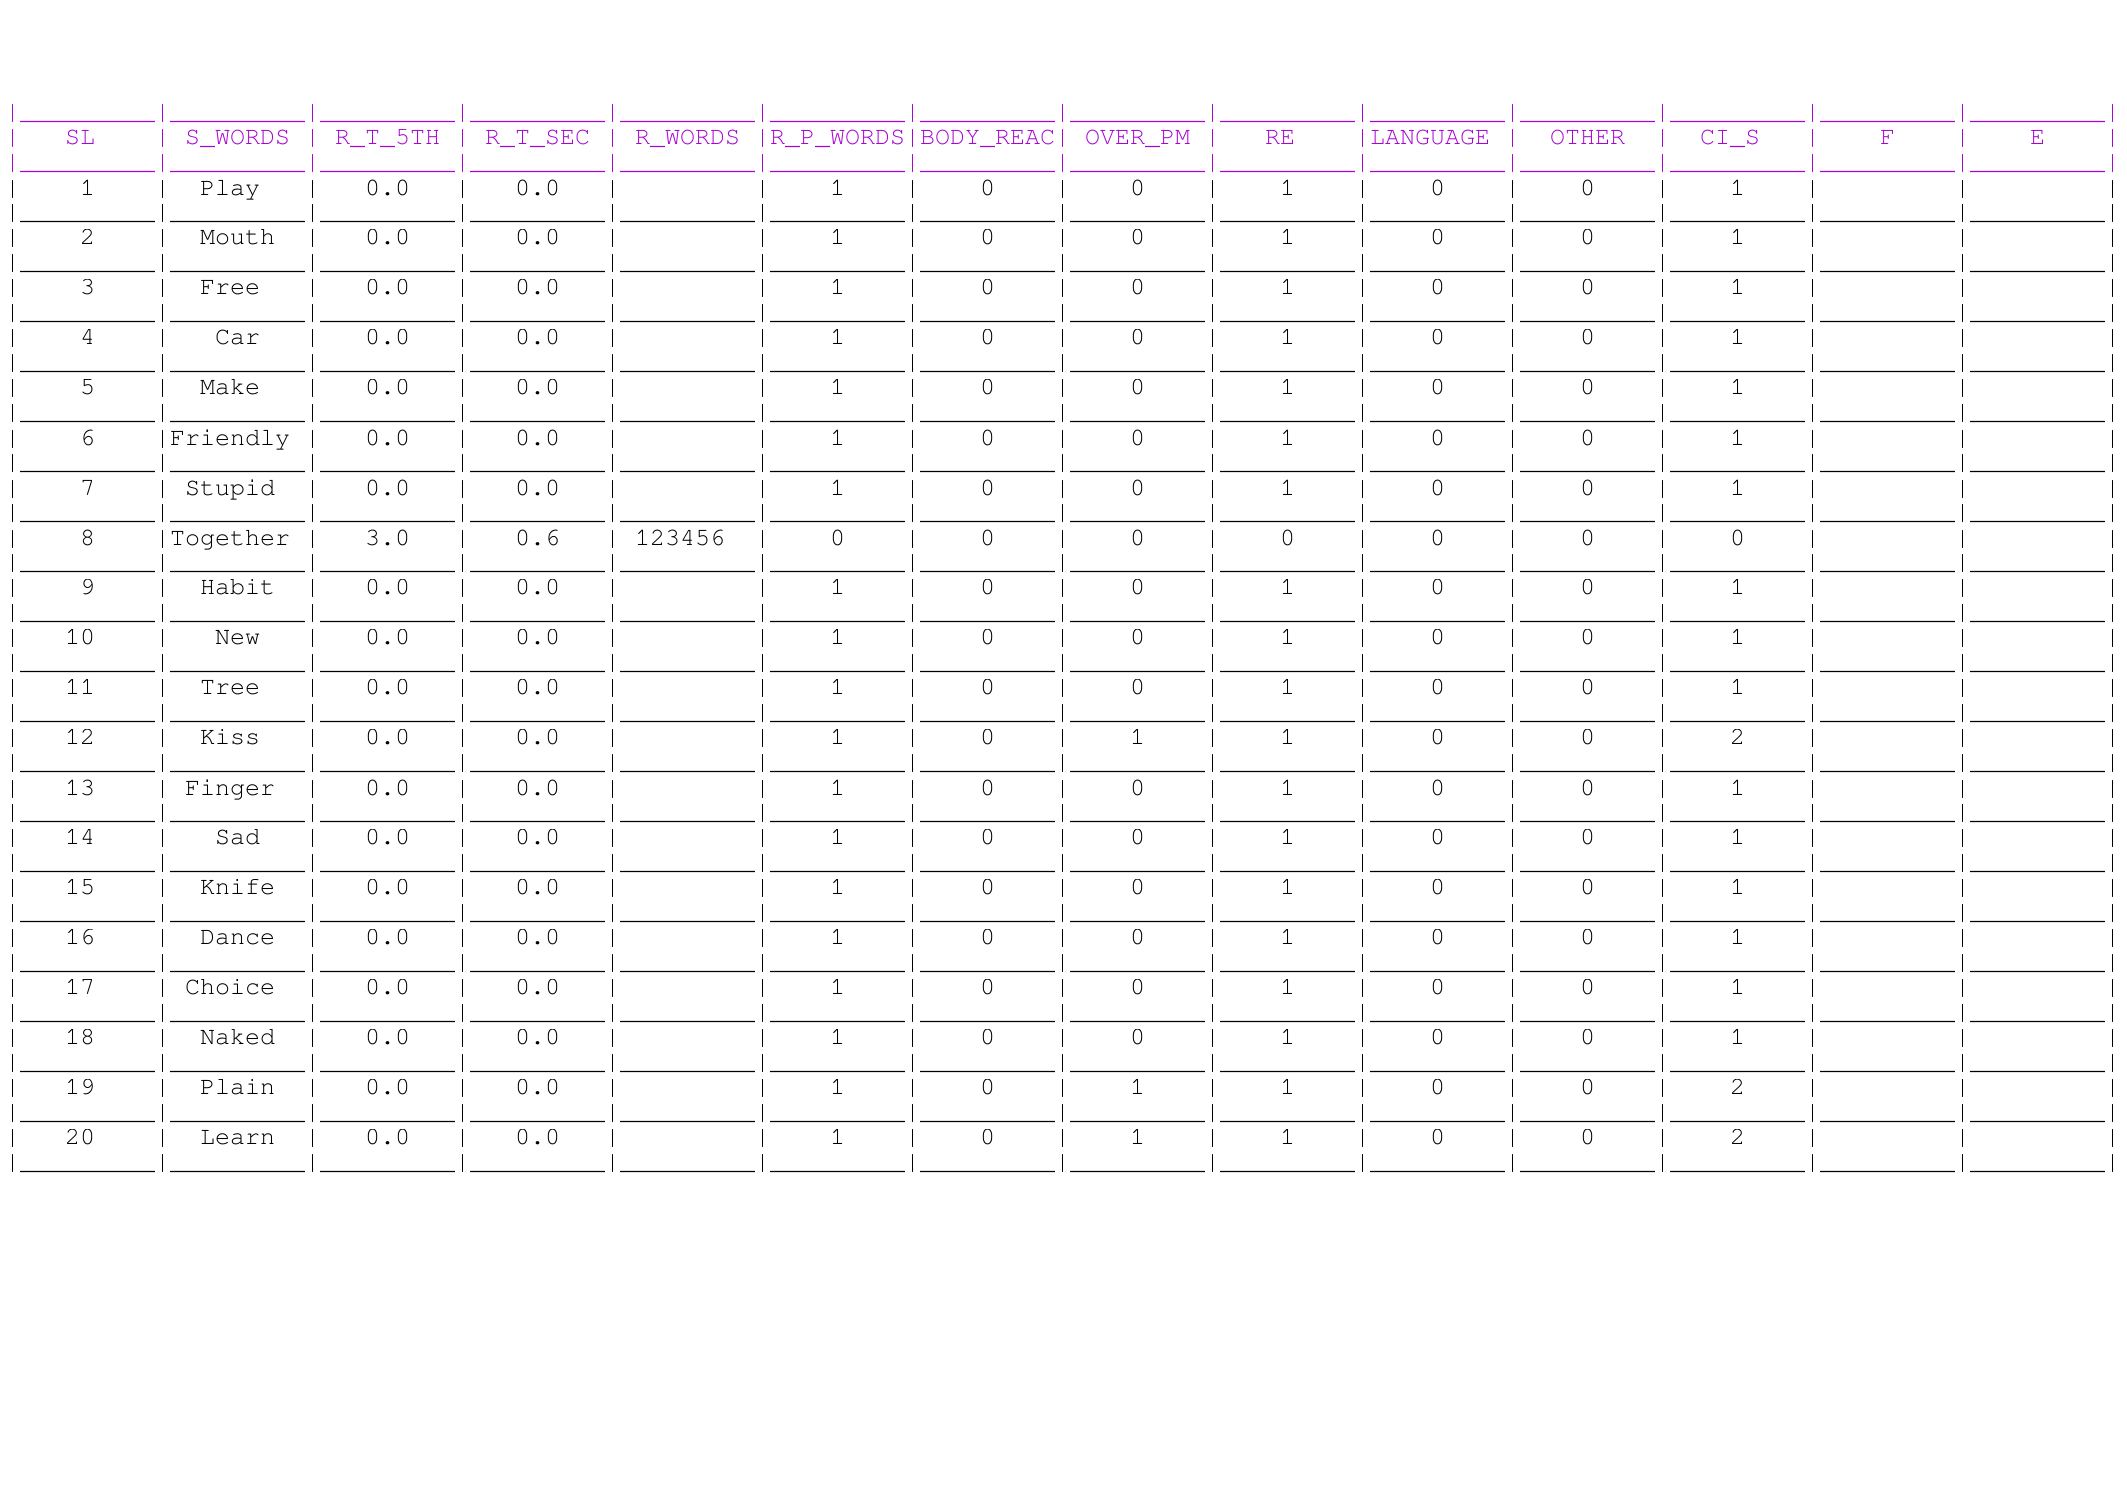 SL S_WORDS R_T_5TH R_T_SEC R_WORDS R_P_WORDS BODY_REAC OVER_PM RE LANGUAGE OTHER CI_S F E
1 Play 0.0 0.0 1 0 0 1 0 0 1
2 Mouth 0.0 0.0 1 0 0 1 0 0 1
3 Free 0.0 0.0 1 0 0 1 0 0 1
4 Car 0.0 0.0 1 0 0 1 0 0 1
5 Make 0.0 0.0 1 0 0 1 0 0 1
6 Friendly 0.0 0.0 1 0 0 1 0 0 1
7 Stupid 0.0 0.0 1 0 0 1 0 0 1
8 Together 3.0 0.6 123456 0 0 0 0 0 0 0
9 Habit 0.0 0.0 1 0 0 1 0 0 1
10 New 0.0 0.0 1 0 0 1 0 0 1
11 Tree 0.0 0.0 1 0 0 1 0 0 1
12 Kiss 0.0 0.0 1 0 1 1 0 0 2
13 Finger 0.0 0.0 1 0 0 1 0 0 1
14 Sad 0.0 0.0 1 0 0 1 0 0 1
15 Knife 0.0 0.0 1 0 0 1 0 0 1
16 Dance 0.0 0.0 1 0 0 1 0 0 1
17 Choice 0.0 0.0 1 0 0 1 0 0 1
18 Naked 0.0 0.0 1 0 0 1 0 0 1
19 Plain 0.0 0.0 1 0 1 1 0 0 2
20 Learn 0.0 0.0 1 0 1 1 0 0 2